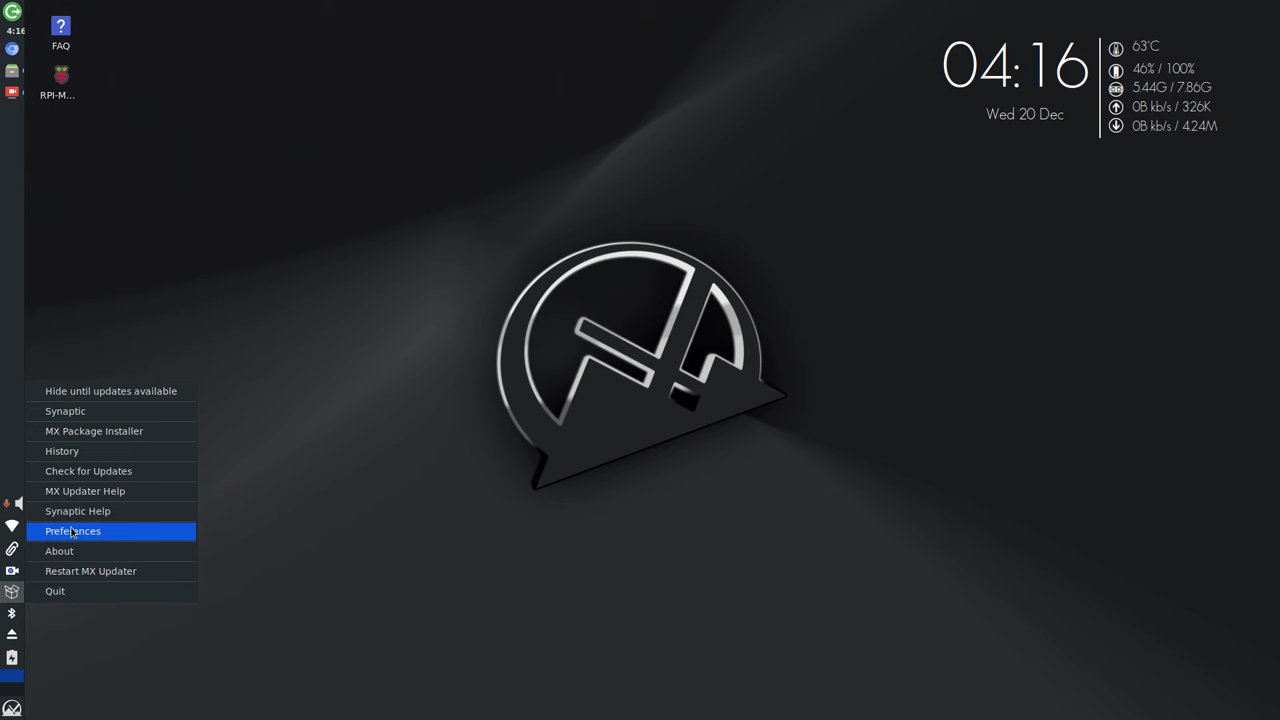 4:16
FAQ
RPI-M...
04:16
Wed 20 Dec
63°C
46% / 100%
5.44G / 7.86G
0B kb/s / 326K
0B kb/s / 4.24M
Hide until updates available
Synaptic
MX Package Installer
History
Check for Updates
MX Updater Help
Synaptic Help
Preferences
About
Restart MX Updater
Quit